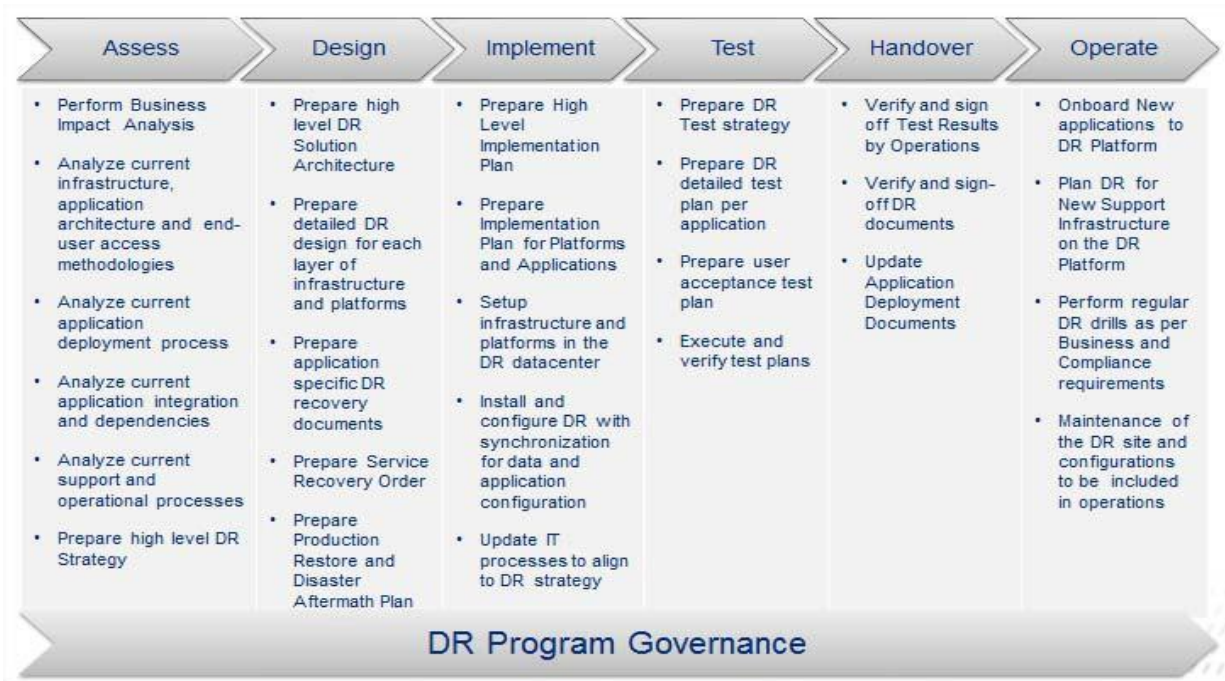 Assess
Design
Implement
Test
Handover
Operate
• Perform Business
Impact Analysis
• Analyze current
infrastructure,
application
architecture and end-
user access
methodologies
• Analyze current
application
deployment process
• Analyze current
application integration
and dependencies
• Analyze current
support and
operational processes
• Prepare high level DR
Strategy
• Prepare high
level DR
Solution
Architecture
• Prepare
detailed DR
design for each
layer of
infrastructure
and platforms
• Prepare
application
specific DR
recovery
documents
• Prepare Service
Recovery Order
• Prepare
Production
Restore and
Disaster
Aftermath Plan
• Prepare High
Level
Implementation
Plan
• Prepare
Implementation
Plan for Platforms
and Applications
• Setup
infrastructure and
platforms in the
DR datacenter
• Install and
configure DR with
synchronization
for data and
application
configuration
• Update IT
processes to align
to DR strategy
• Prepare DR
Test strategy
• Prepare DR
detailed test
plan per
application
• Prepare user
acceptance test
plan
• Execute and
verify test plans
• Verify and sign
off Test Results
by Operations
• Verify and sign-
off DR
documents
• Update
Application
Deployment
Documents
• Onboard New
applications to
DR Platform
• Plan DR for
New Support
Infrastructure
on the DR
Platform
• Perform regular
DR drills as per
Business and
Compliance
requirements
• Maintenance of
the DR site and
configurations
to be included
in operations
DR Program Governance